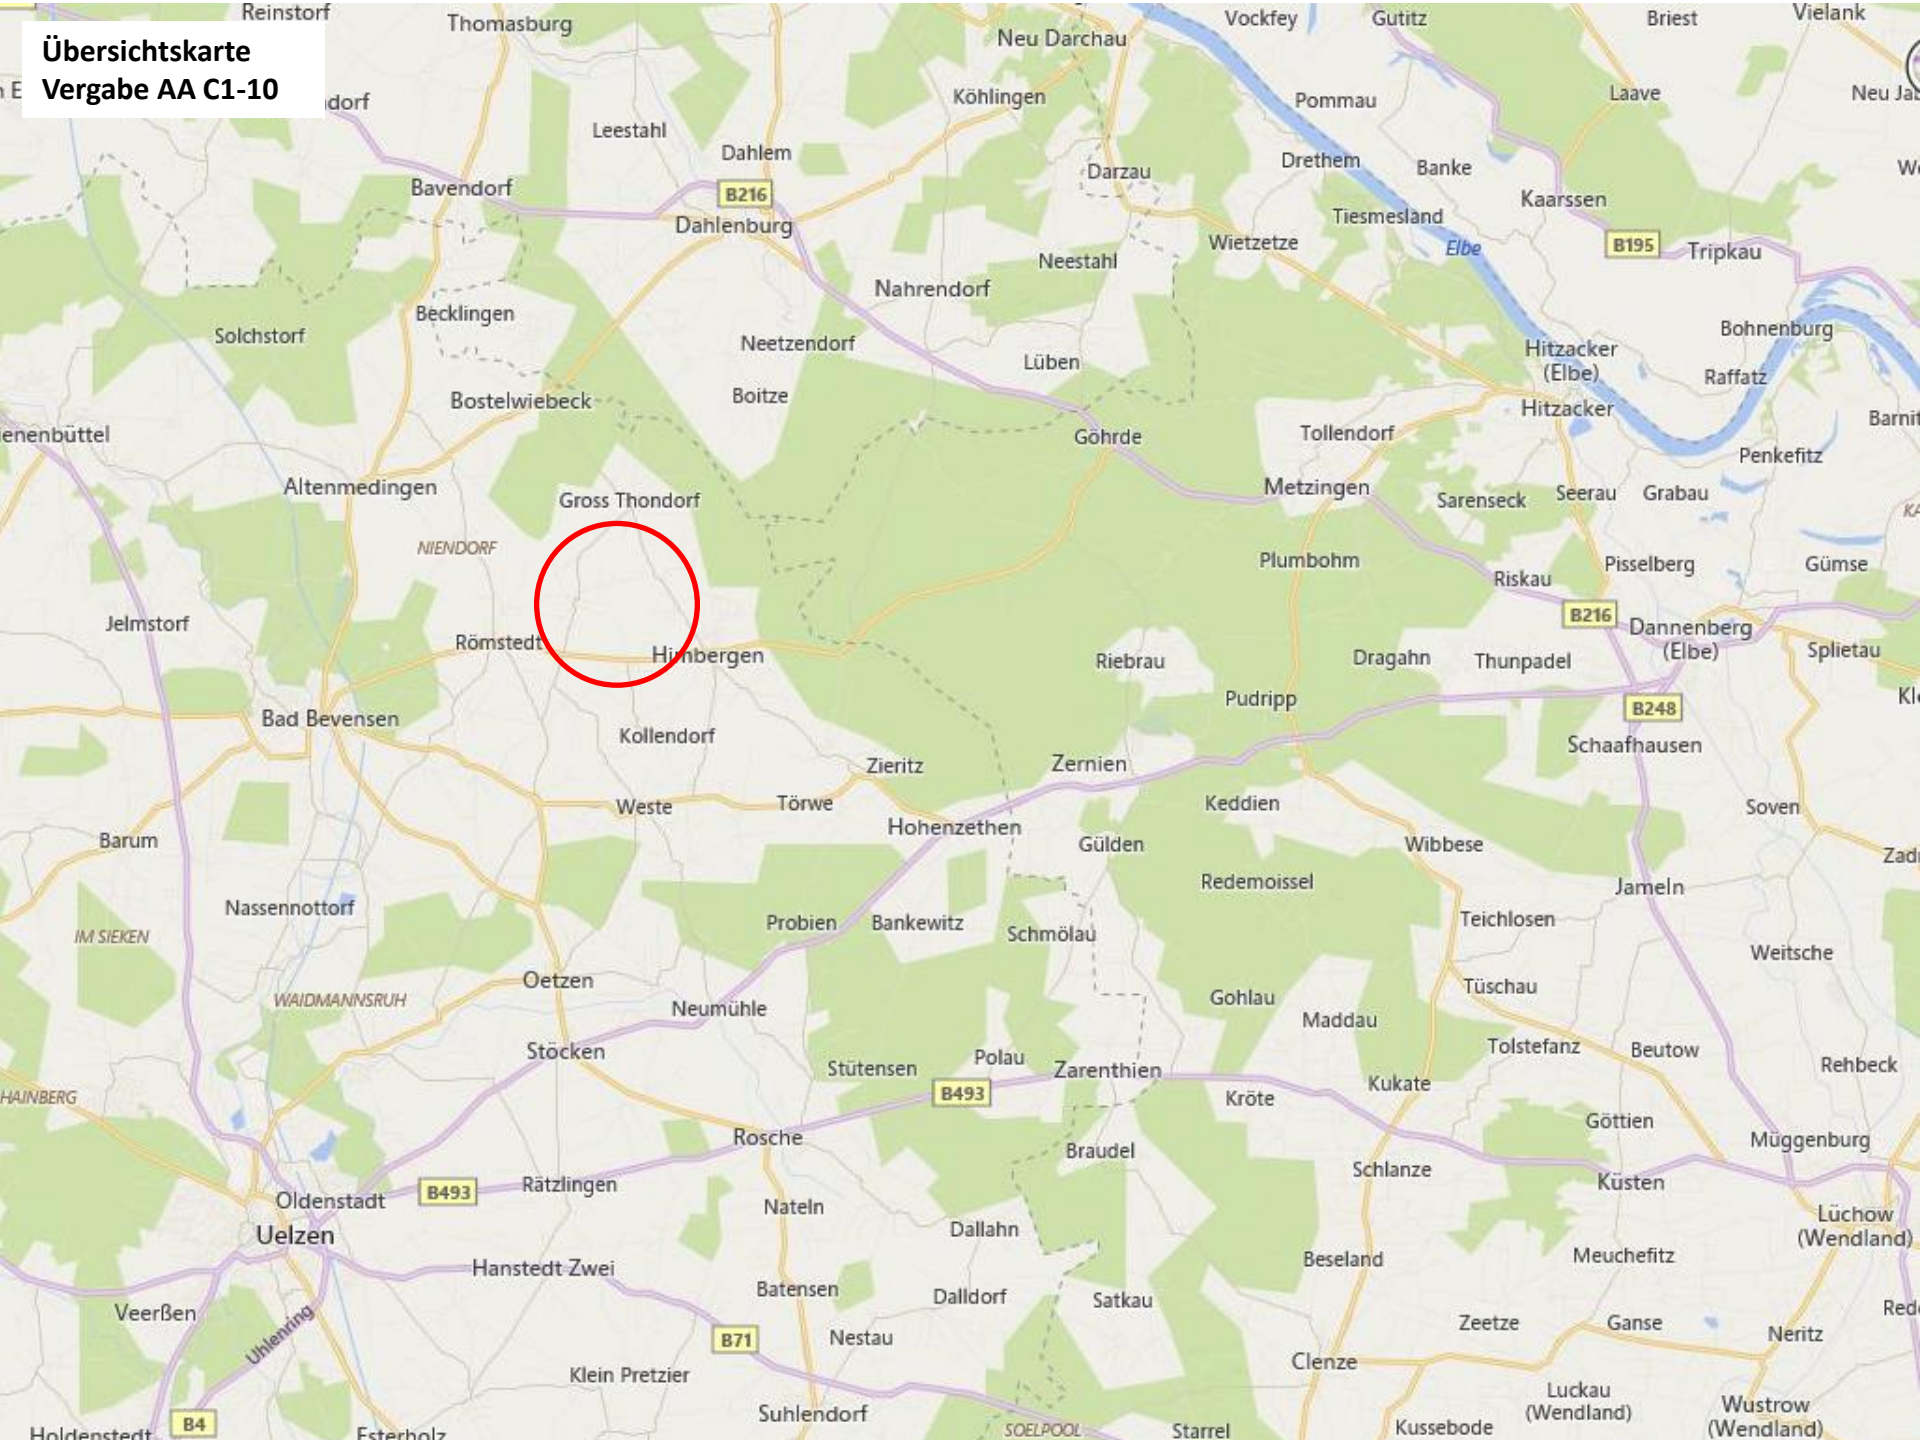 Übersichtskarte
Vergabe AA C1-10
Reinstorf
Thomasburg
Neu Darchau
Vockfey
Gutitz
Briest
Vielank
Köhlingen
Pommau
Laave
Leestahl
Dahlem
Darzau
Drethem
Banke
Kaarssen
Bavendorf
B216
Dahlenburg
Tiesmesland
Wietzetze
Elbe
B195
Tripkau
Neestahl
Nahrendorf
Becklingen
Solchstorf
Neetzendorf
Lüben
Bohnenburg
Hitzacker
(Elbe)
Raffatz
Bostelwiebeck
Boitze
Hitzacker
Göhrde
Tollendorf
Penkefitz
Altenmedingen
Gross Thondorf
Metzingen
Sarenseck
Seerau
Grabau
NIENDORF
Plumbohm
Riskau
Pisselberg
Gümse
Jelmstorf
B216
Dannenberg
(Elbe)
Römstedt
Himbergen
Riebrau
Dragahn
Thunpadel
Splietau
Pudripp
B248
Bad Bevensen
Kollendorf
Schaafhausen
Zieritz
Zernien
Weste
Törwe
Keddien
Soven
Hohenzethen
Barum
Gülden
Wibbese
Redemoissel
Jameln
Nassennottorf
Probien
Bankewitz
Schmölau
Teichlosen
IM SIEKEN
Weitsche
Oetzen
WAIDMANNSRUH
Neumühle
Gohlau
Tüschau
Maddau
Stöcken
Tolstefanz
Beutow
Stütensen
Polau
Zarenthien
Rehbeck
B493
Kukate
HAINBERG
Kröte
Göttien
Rosche
Braudel
Müggenburg
Schlanze
Küsten
Oldenstadt
B493
Rätzlingen
Nateln
Lüchow
(Wendland)
Uelzen
Dallahn
Hanstedt Zwei
Beseland
Meuchefitz
Batensen
Dalldorf
Satkau
Veerßen
Uhlenring
B71
Nestau
Zeetze
Ganse
Neritz
Klein Pretzier
Clenze
Luckau
(Wendland)
Wustrow
(Wendland)
B4
Suhlendorf
SOELPOOL
Starrel
Kussebode
Holdenstedt
Esterholz